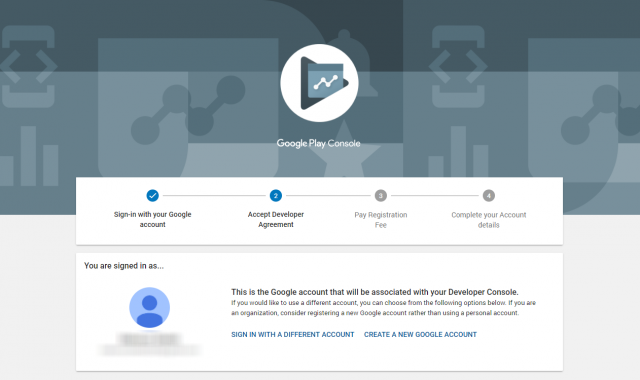 Google Play Console
2
3
4
Sign-in with your Google
account
Accept Developer
Agreement
Pay Registration
Fee
Complete your Account
details
You are signed in as...
This is the Google account that will be associated with your Developer Console.
If you would like to use a different account, you can choose from the following options below. If you are
an organization, consider registering a new Google account rather than using a personal account.
SIGN IN WITH A DIFFERENT ACCOUNT CREATE A NEW GOOGLE ACCOUNT